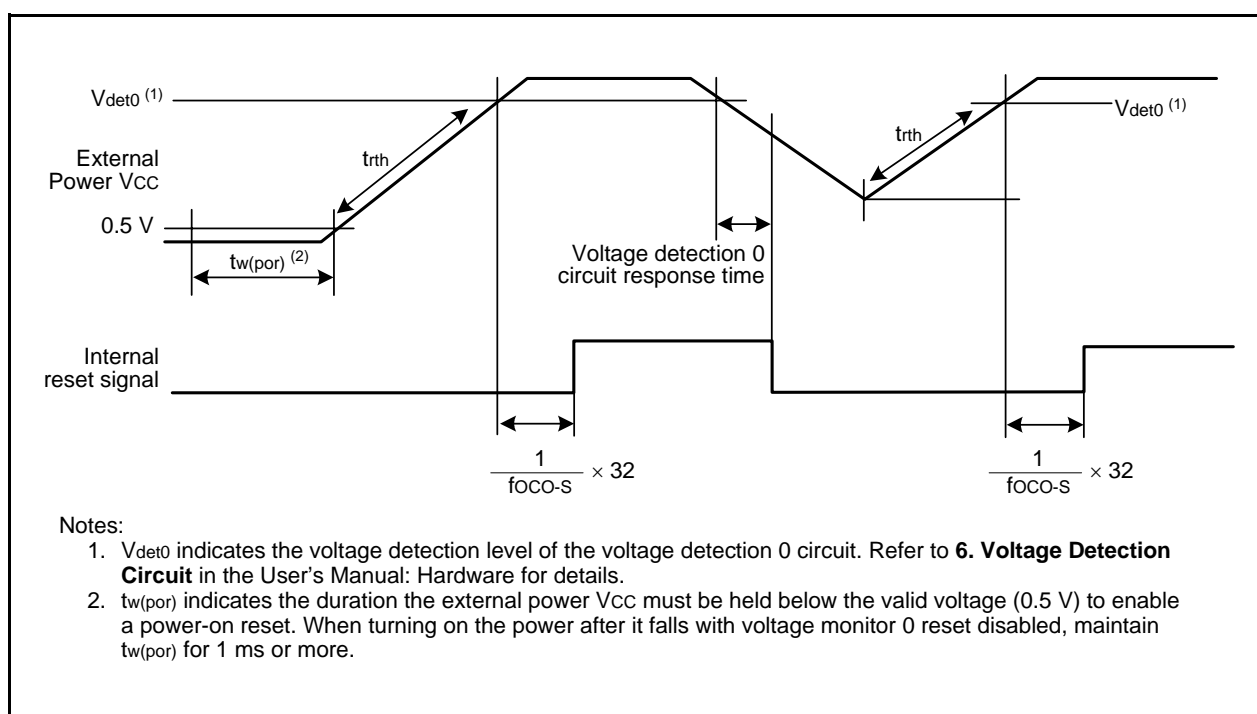 Vdet0 (1)
External
Power VCC
0.5 V
trth
tw(por) (2)
Voltage detection 0
circuit response time
trth
Vdet0 (1)
Internal
reset signal
1
fOCO-S
× 32
1
fOCO-S
× 32
Notes:
1. Vdet0 indicates the voltage detection level of the voltage detection 0 circuit. Refer to 6. Voltage Detection
Circuit in the User's Manual: Hardware for details.
2. tw(por) indicates the duration the external power VCC must be held below the valid voltage (0.5 V) to enable
a power-on reset. When turning on the power after it falls with voltage monitor 0 reset disabled, maintain
tw(por) for 1 ms or more.